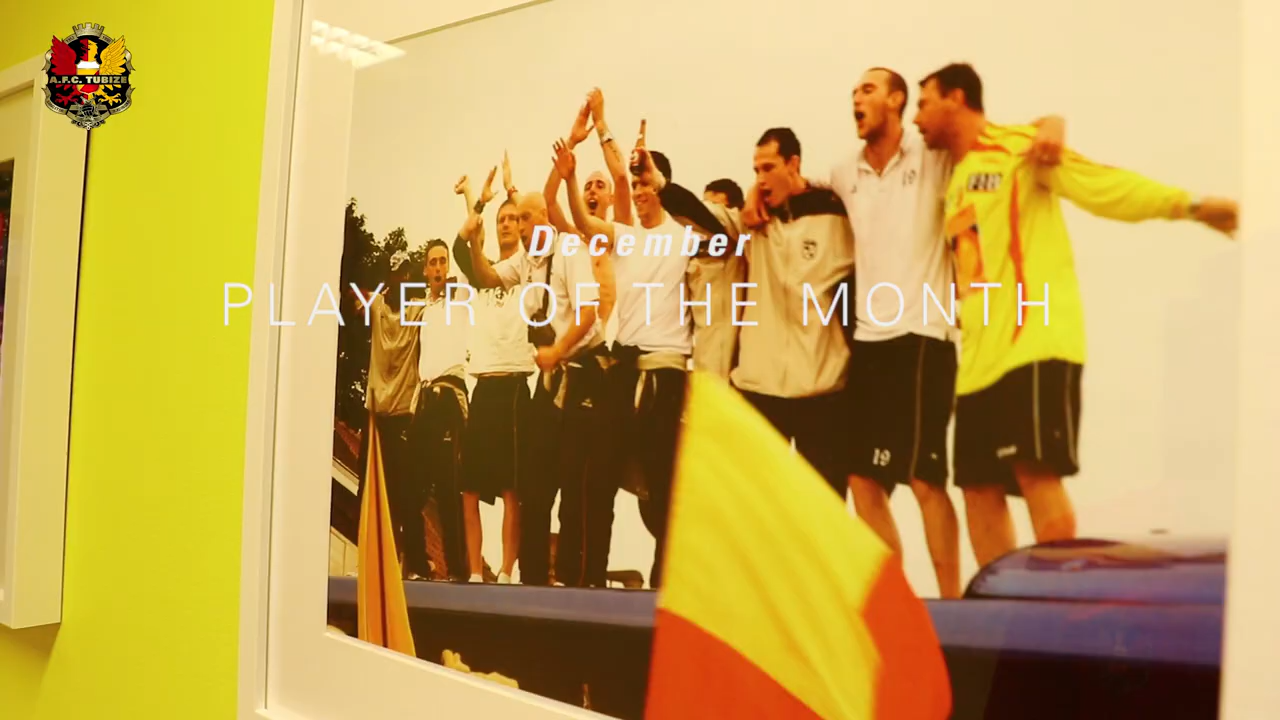 A.F.C. TUBIZE
December
PLAYER OF THE MONTH
19
19